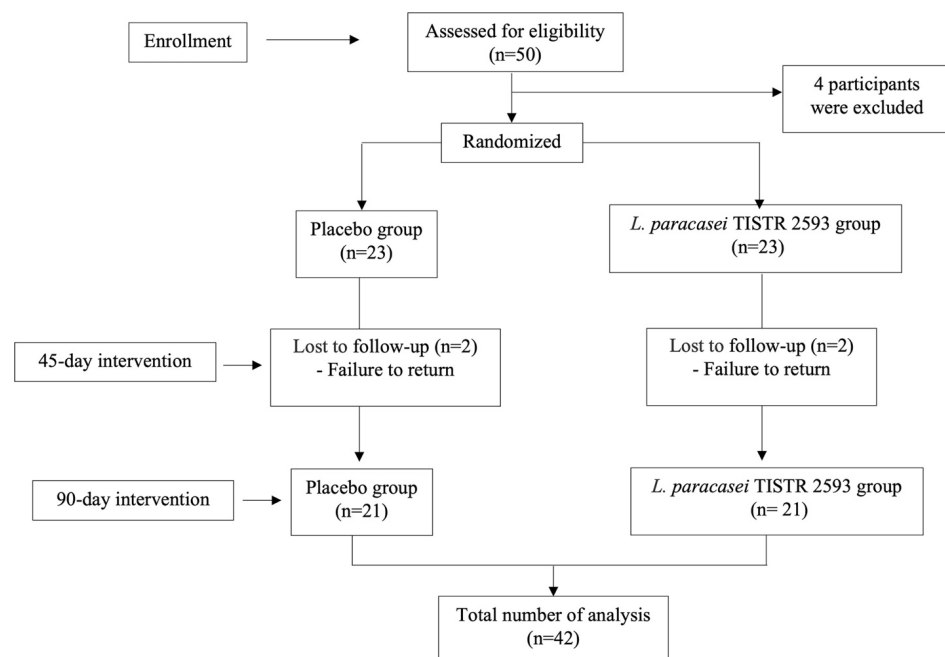 Enrollment
Assessed for eligibility
(n=50)
4 participants
were excluded
Randomized
Placebo group
(n=23)
L. paracasei TISTR 2593 group
(n=23)
45-day intervention
Lost to follow-up (n=2)
- Failure to return
Lost to follow-up (n=2)
- Failure to return
90-day intervention
Placebo group
(n=21)
L. paracasei TISTR 2593 group
(n= 21)
Total number of analysis
(n=42)